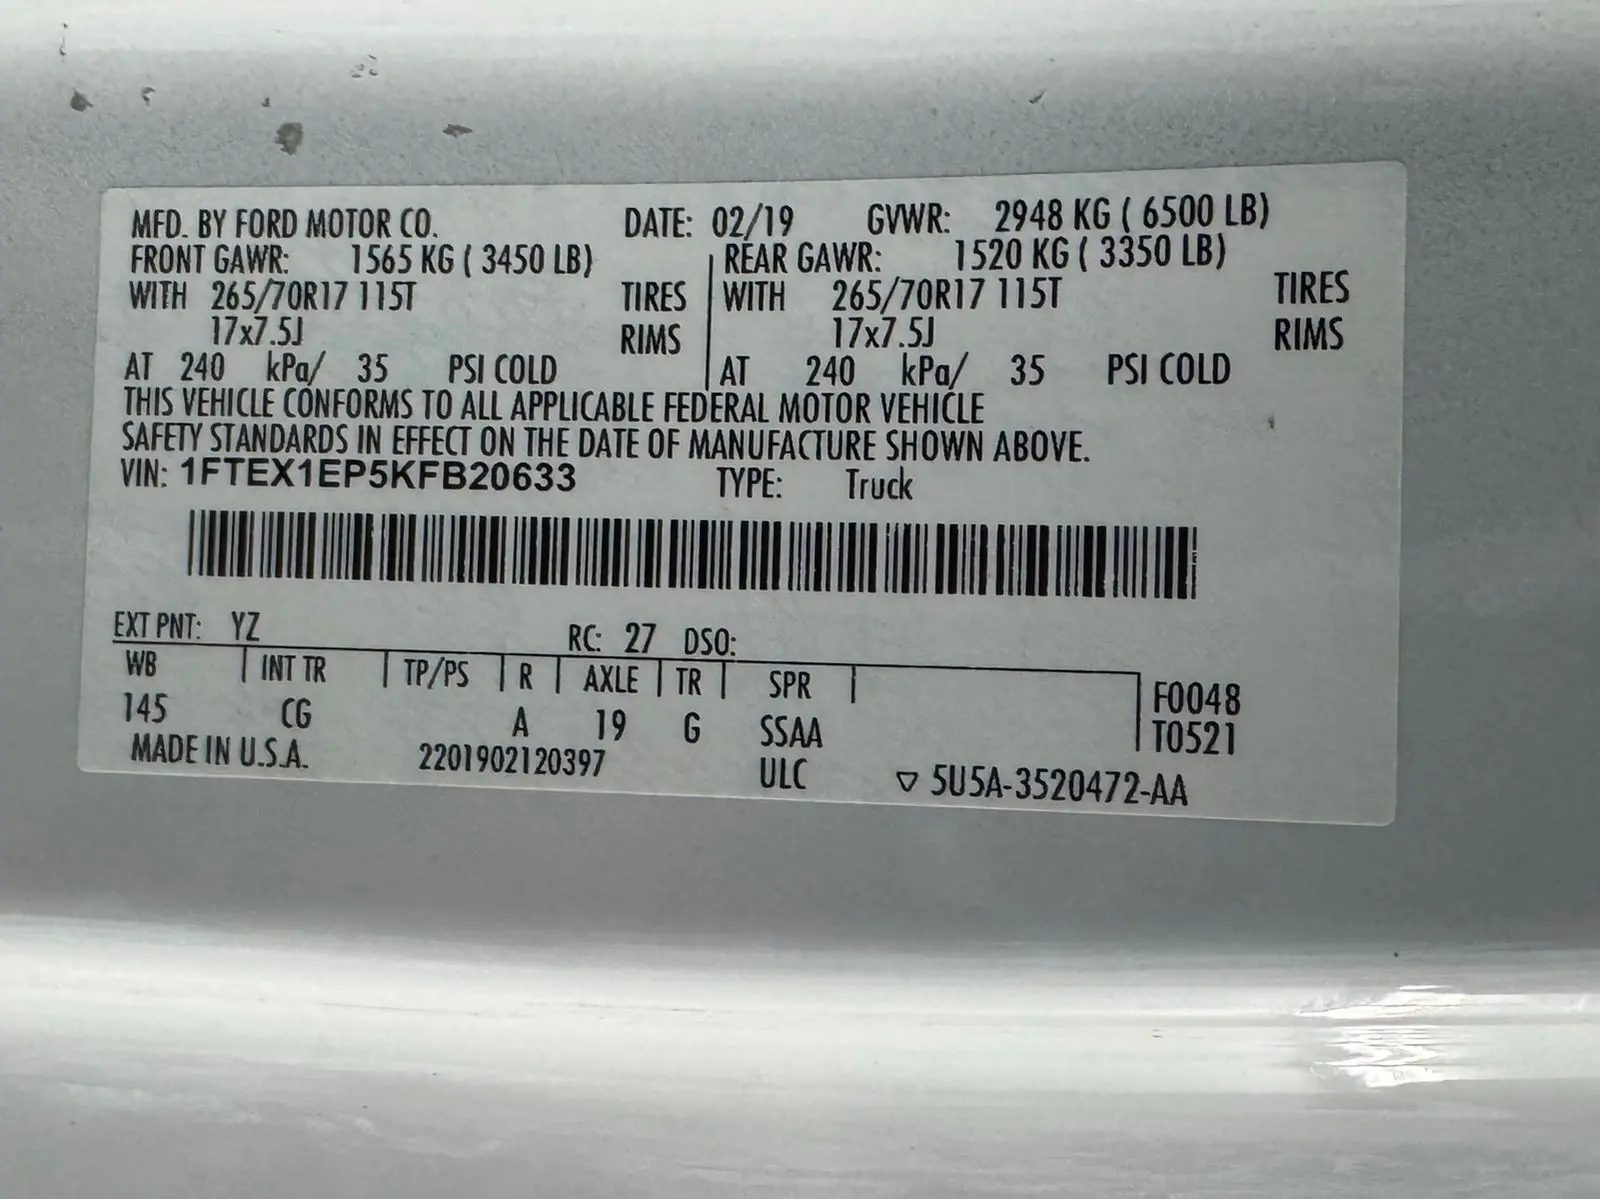 MFD. BY FORD MOTOR CO. DATE: 02/19 GVWR: 2948 KG ( 6500 LB)
FRONT GAWR: 1565 KG ( 3450 LB) REAR GAWR: 1520 KG ( 3350 LB)
WITH 265/70R17 115T TIRES WITH 265/70R17 115T TIRES
17x7.5J RIMS 17x7.5J RIMS
AT 240 kPa/ 35 PSI COLD AT 240 kPa/ 35 PSI COLD
THIS VEHICLE CONFORMS TO ALL APPLICABLE FEDERAL MOTOR VEHICLE
SAFETY STANDARDS IN EFFECT ON THE DATE OF MANUFACTURE SHOWN ABOVE.
VIN: 1FTEX1EP5KFB20633 TYPE: Truck
EXT PNT: YZ RC: 27 DSO:
WB INT TR TP/PS R AXLE TR SPR F0048
145 CG A 19 G SSAA T0521
MADE IN U.S.A. 2201902120397 ULC ▽ 5U5A-3520472-AA